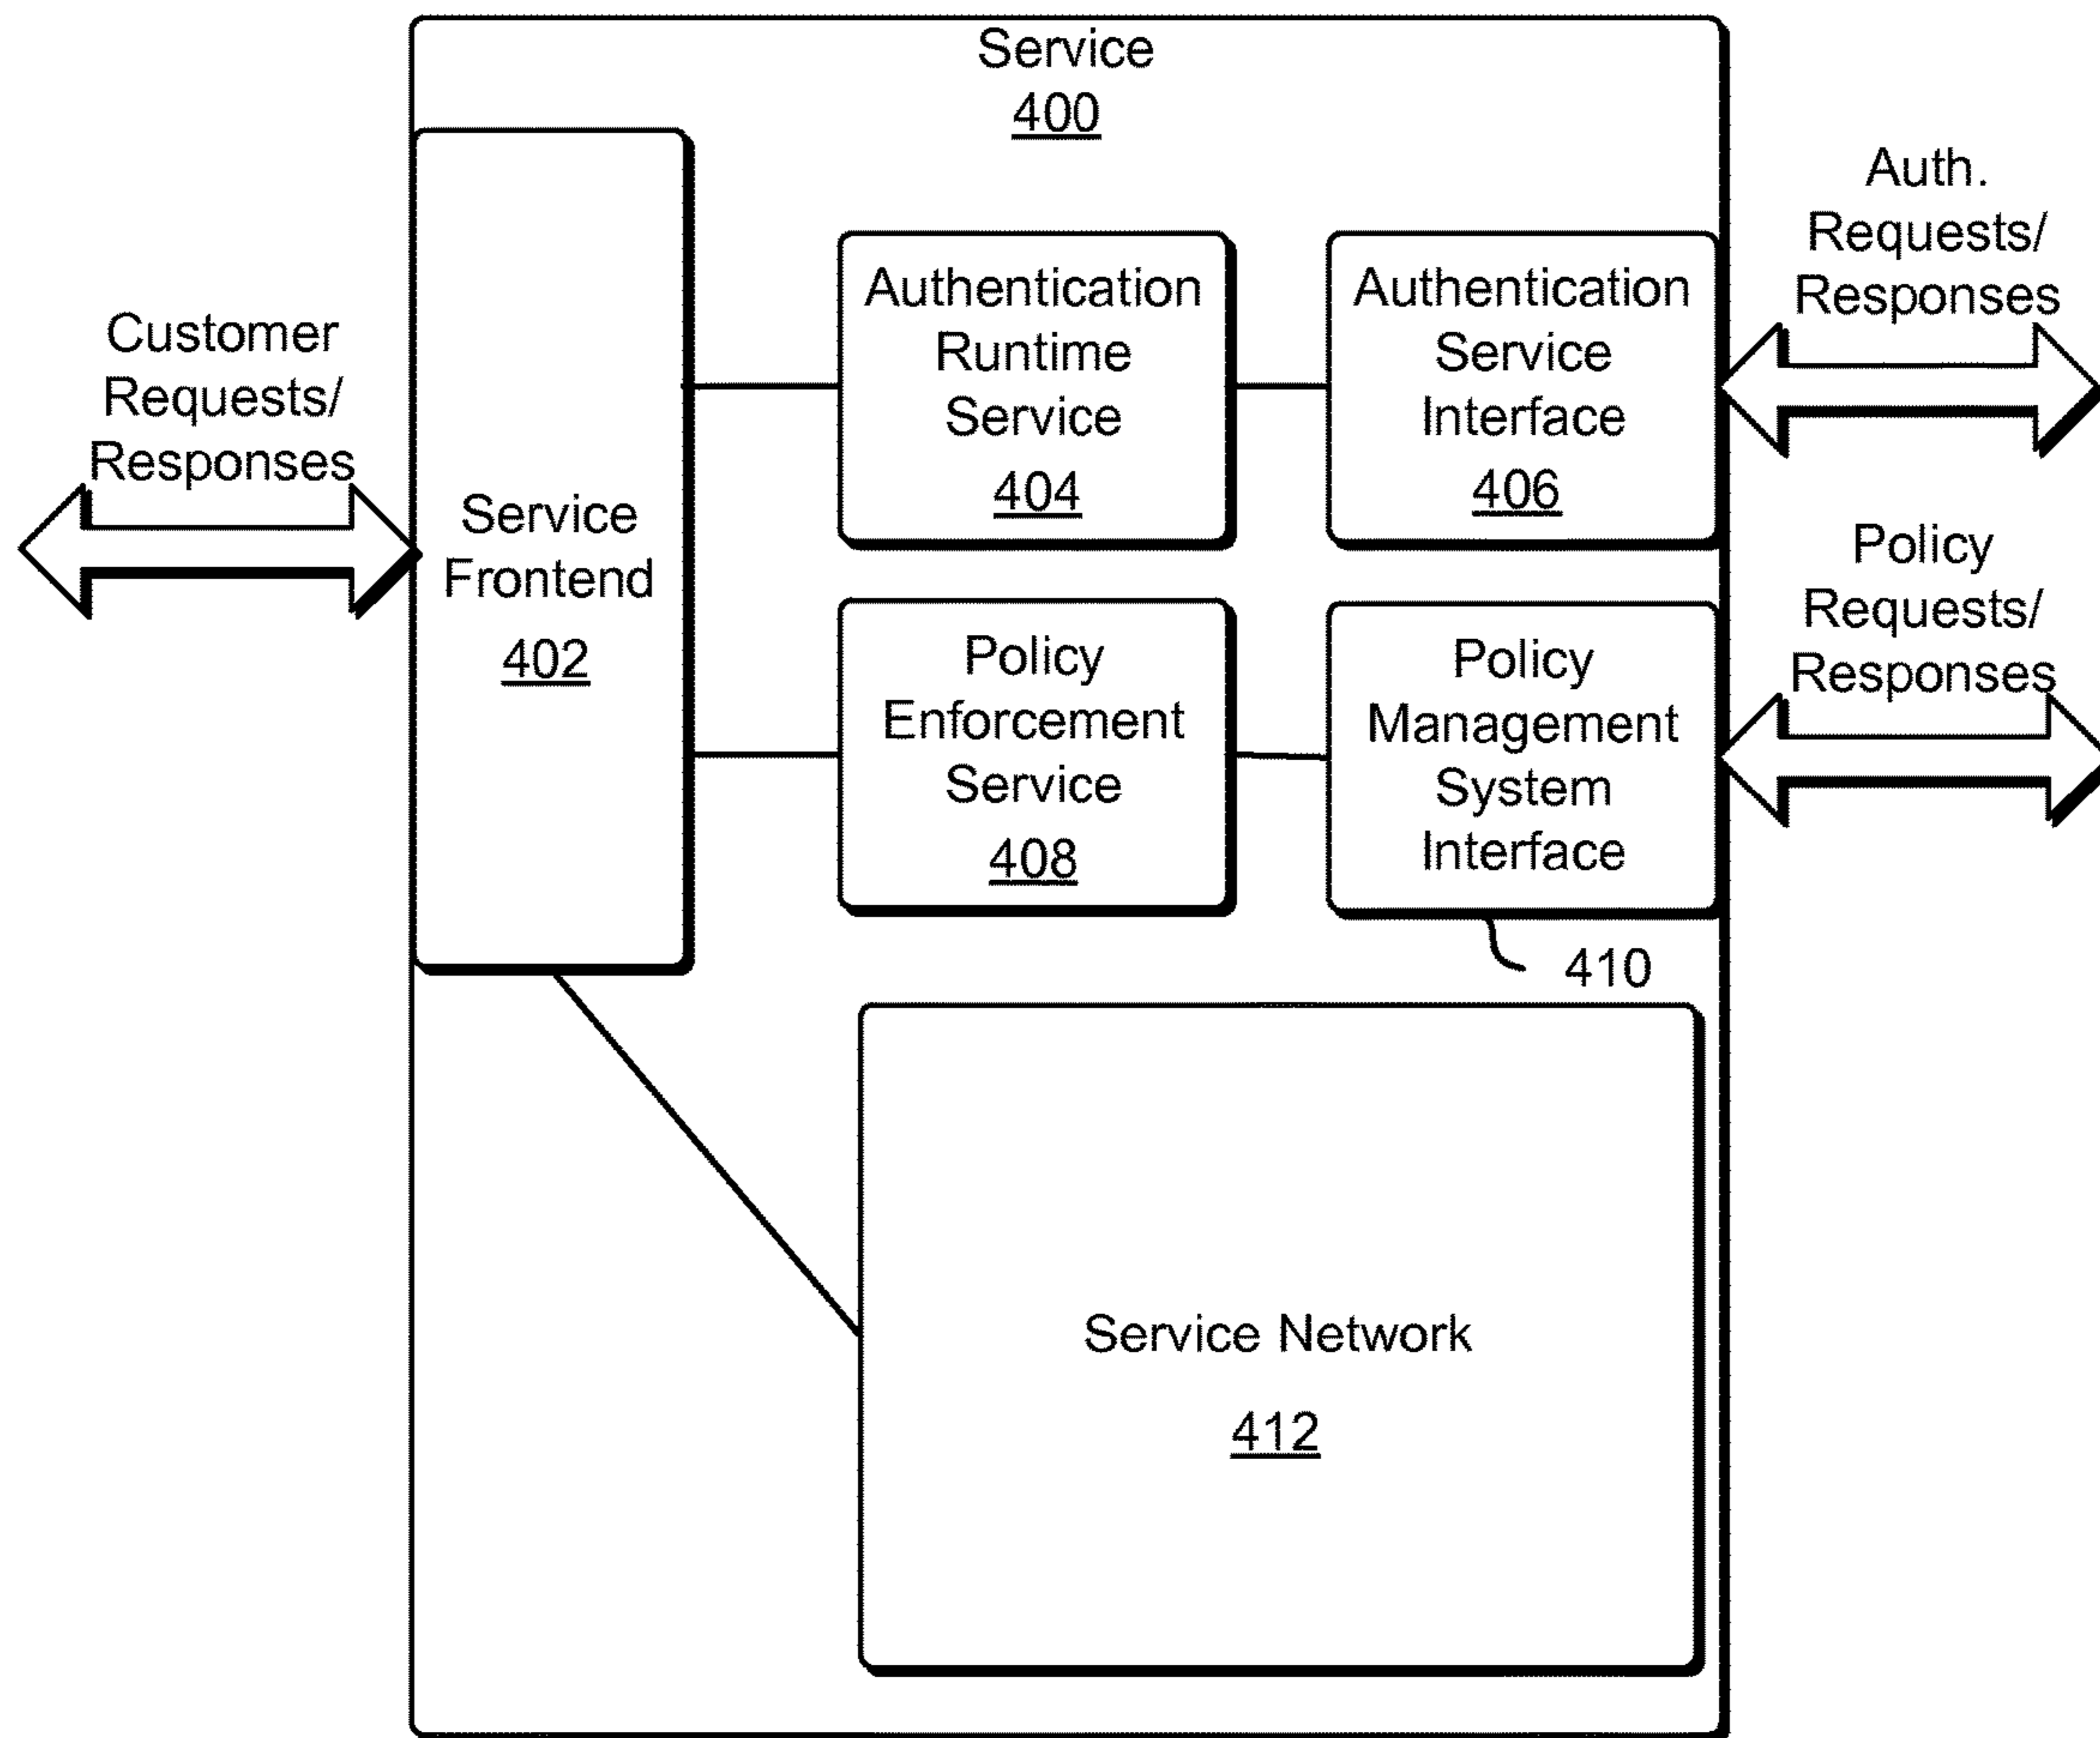 Service
400
Customer
Requests/
Responses
Service
Frontend
402
Authentication
Runtime
Service
404
Authentication
Service
Interface
406
Auth.
Requests/
Responses
Policy
Enforcement
Service
408
Policy
Management
System
Interface
410
Policy
Requests/
Responses
Service Network
412